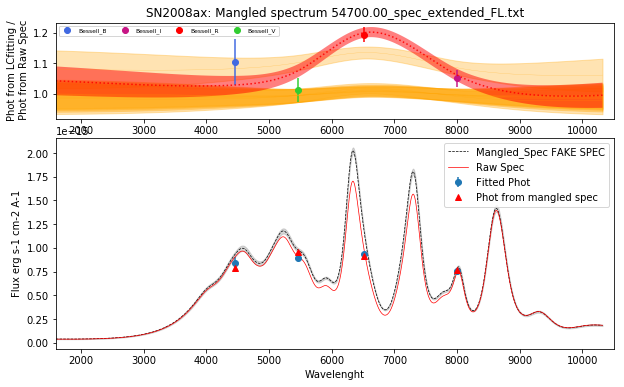 SN2008ax: Mangled spectrum 54700.00_spec_extended_FL.txt
Phot from LCfitting /
Phot from Raw Spec
1.2
1.1
1.0
Bessell_B
Bessell_I
Bessell_R
Bessell_V
2000 3000 4000 5000 6000 7000 8000 9000 10000
Flux erg s-1 cm-2 A-1
2.00
1.75
1.50
1.25
1.00
0.75
0.50
0.25
0.00
Mangled_Spec FAKE SPEC
Raw Spec
Fitted Phot
Phot from mangled spec
2000 3000 4000 5000 6000 7000 8000 9000 10000
Wavelenght